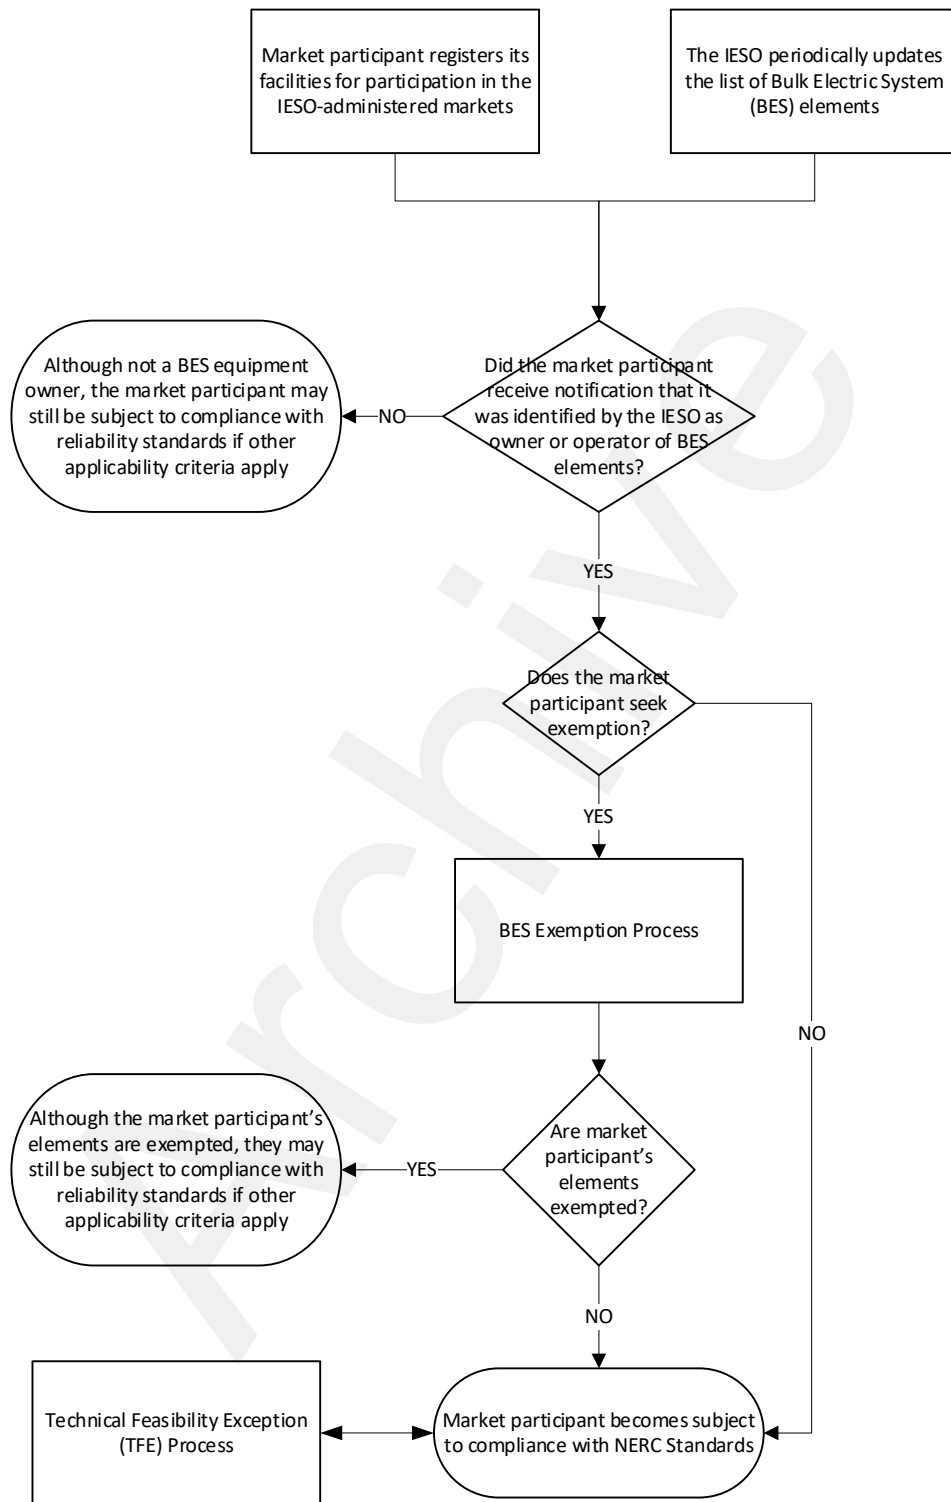 Market participant registers its
facilities for participation in the
IESO-administered markets
The IESO periodically updates
the list of Bulk Electric System
(BES) elements
Although not a BES equipment
owner, the market participant may
still be subject to compliance with
reliability standards if other
applicability criteria apply
NO
Did the market participant
receive notification that it
was identified by the IESO as
owner or operator of BES
elements?
YES
Does the market
participant seek
exemption?
YES
BES Exemption Process
NO
Although the market participant’s
elements are exempted, they may
still be subject to compliance with
reliability standards if other
applicability criteria apply
YES
Are market
participant’s
elements
exempted?
NO
Technical Feasibility Exception
(TFE) Process
Market participant becomes subject
to compliance with NERC Standards
Archive